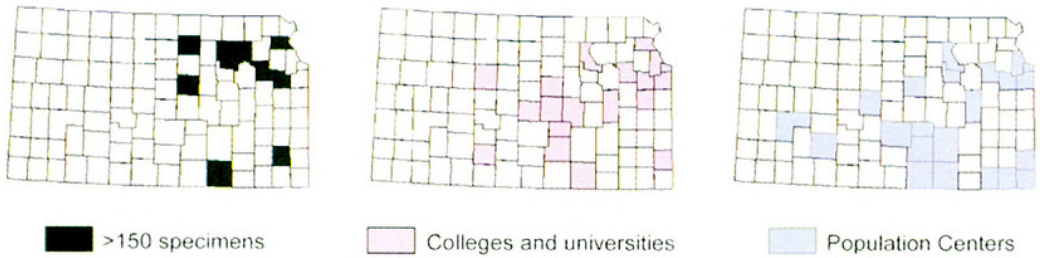 >150 specimens
Colleges and universities
Population Centers